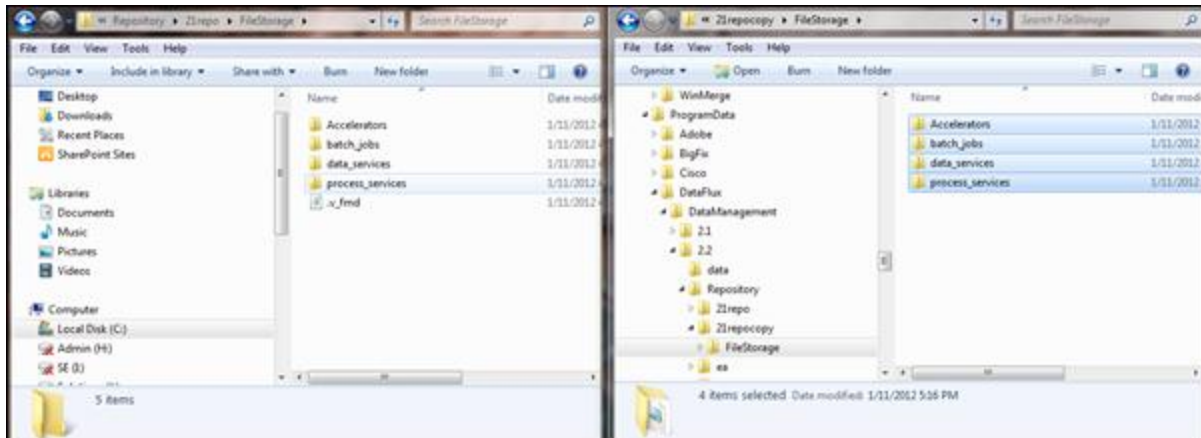 « Repository ▸ 21repo ▸ FileStorage ▸
Search FileStorage
File Edit View Tools Help
Organize ▾ Include in library ▾ Share with ▾ Burn New folder
Desktop
Downloads
Recent Places
SharePoint Sites
Libraries
Documents
Music
Pictures
Videos
Computer
Local Disk (C:)
Admin (H:)
SE (I:)
Name Date modif
Accelerators 1/11/2012
batch_jobs 1/11/2012
data_services 1/11/2012
process_services 1/11/2012
.v_fmd 1/11/2012
5 items
« 21repocopy ▸ FileStorage ▸
Search FileStorage
File Edit View Tools Help
Organize ▾ Open Burn New folder
WinMerge
ProgramData
Adobe
BigFix
Cisco
DataFlux
DataManagement
2.1
2.2
data
Repository
21repo
21repocopy
FileStorage
ea
Name Date modi
Accelerators 1/11/2012
batch_jobs 1/11/2012
data_services 1/11/2012
process_services 1/11/2012
4 items selected Date modified: 1/11/2012 5:16 PM